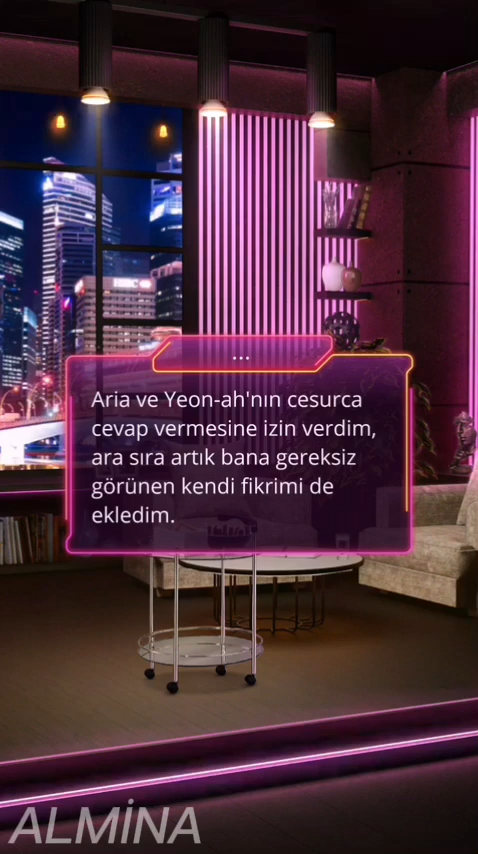 ...
Aria ve Yeon-ah'nın cesurca
cevap vermesine izin verdim,
ara sıra artık bana gereksiz
görünen kendi fikrimi de
ekledim.
ALMİNA